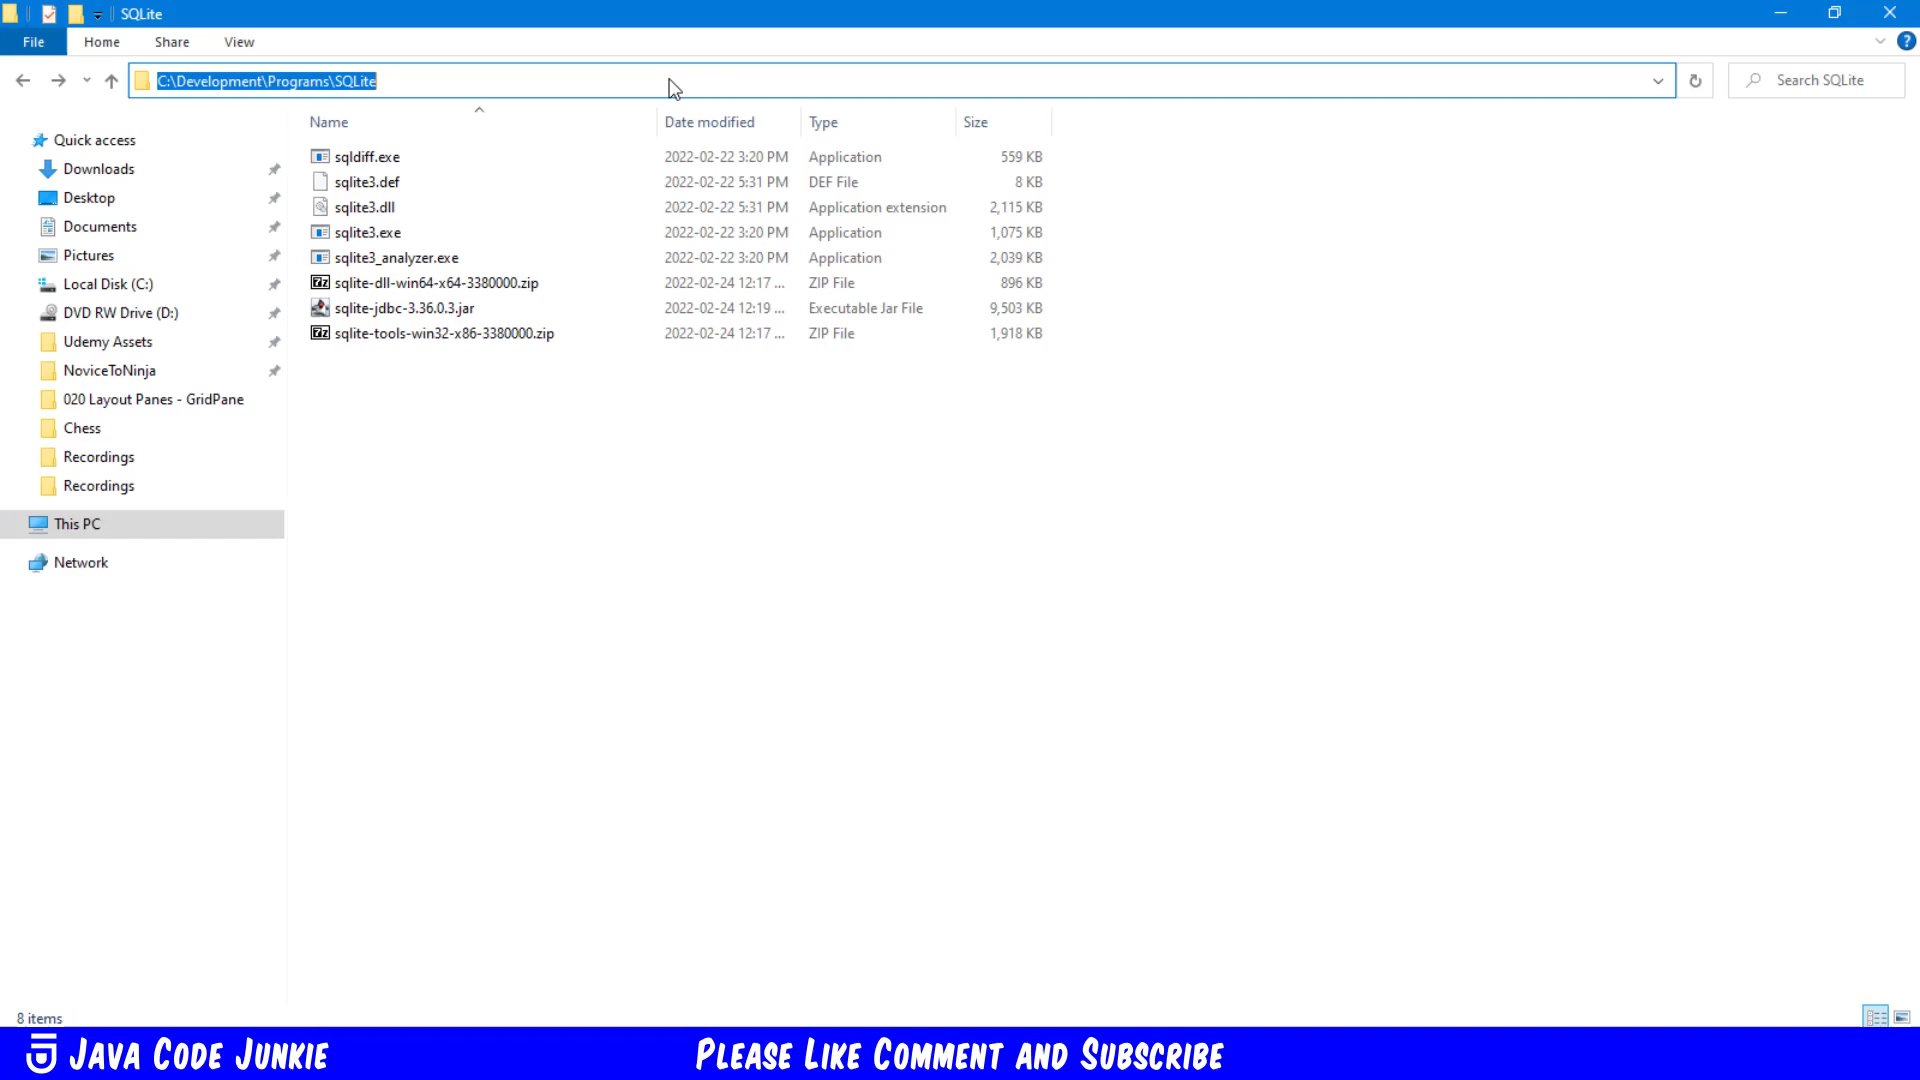 SQLite
File Home Share View
C:\Development\Programs\SQLite
Search SQLite
Name Date modified Type Size
Quick access
Downloads
Desktop
Documents
Pictures
Local Disk (C:)
DVD RW Drive (D:)
Udemy Assets
NoviceToNinja
020 Layout Panes - GridPane
Chess
Recordings
Recordings
This PC
Network
sqldiff.exe 2022-02-22 3:20 PM Application 559 KB
sqlite3.def 2022-02-22 5:31 PM DEF File 8 KB
sqlite3.dll 2022-02-22 5:31 PM Application extension 2,115 KB
sqlite3.exe 2022-02-22 3:20 PM Application 1,075 KB
sqlite3_analyzer.exe 2022-02-22 3:20 PM Application 2,039 KB
sqlite-dll-win64-x64-3380000.zip 2022-02-24 12:17 ... ZIP File 896 KB
sqlite-jdbc-3.36.0.3.jar 2022-02-24 12:19 ... Executable Jar File 9,503 KB
sqlite-tools-win32-x86-3380000.zip 2022-02-24 12:17 ... ZIP File 1,918 KB
8 items
Java Code Junkie Please Like Comment and Subscribe